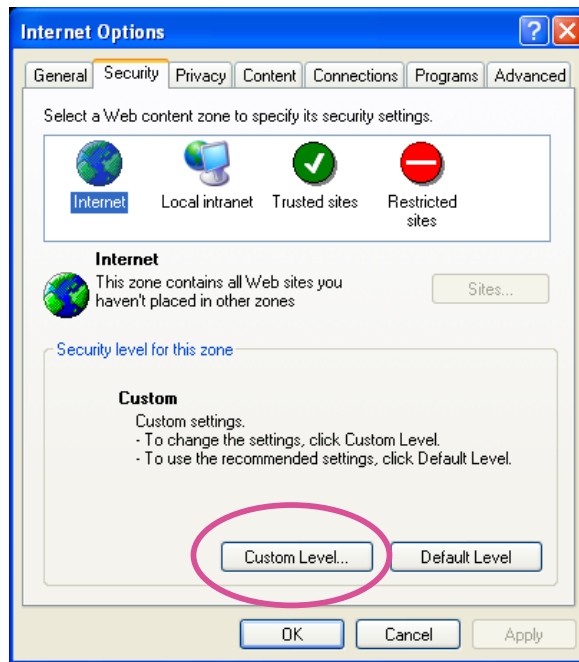 Internet Options
General Security Privacy Content Connections Programs Advanced
Select a Web content zone to specify its security settings.
Internet Local intranet Trusted sites Restricted
sites
Internet
This zone contains all Web sites you
haven't placed in other zones
Sites...
Security level for this zone
Custom
Custom settings.
- To change the settings, click Custom Level.
- To use the recommended settings, click Default Level.
Custom Level... Default Level
OK Cancel Apply